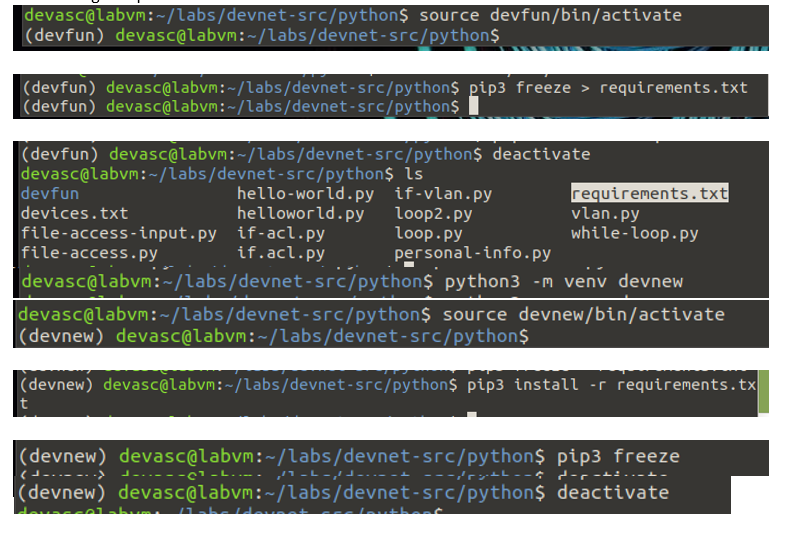 devasc@labvm:~/labs/devnet-src/python$ source devfun/bin/activate
(devfun) devasc@labvm:~/labs/devnet-src/python$
(devfun) devasc@labvm:~/labs/devnet-src/python$ pip3 freeze > requirements.txt
(devfun) devasc@labvm:~/labs/devnet-src/python$
(devfun) devasc@labvm:~/labs/devnet-src/python$ deactivate
devasc@labvm:~/labs/devnet-src/python$ ls
devfun hello-world.py if-vlan.py requirements.txt
devices.txt helloworld.py loop2.py vlan.py
file-access-input.py if-acl.py loop.py while-loop.py
file-access.py if.acl.py personal-info.py
devasc@labvm:~/labs/devnet-src/python$ python3 -m venv devnew
devasc@labvm:~/labs/devnet-src/python$ source devnew/bin/activate
(devnew) devasc@labvm:~/labs/devnet-src/python$
(devnew) devasc@labvm:~/labs/devnet-src/python$ pip3 install -r requirements.tx
t
(devnew) devasc@labvm:~/labs/devnet-src/python$ pip3 freeze
(devnew) devasc@labvm:~/labs/devnet-src/python$ deactivate